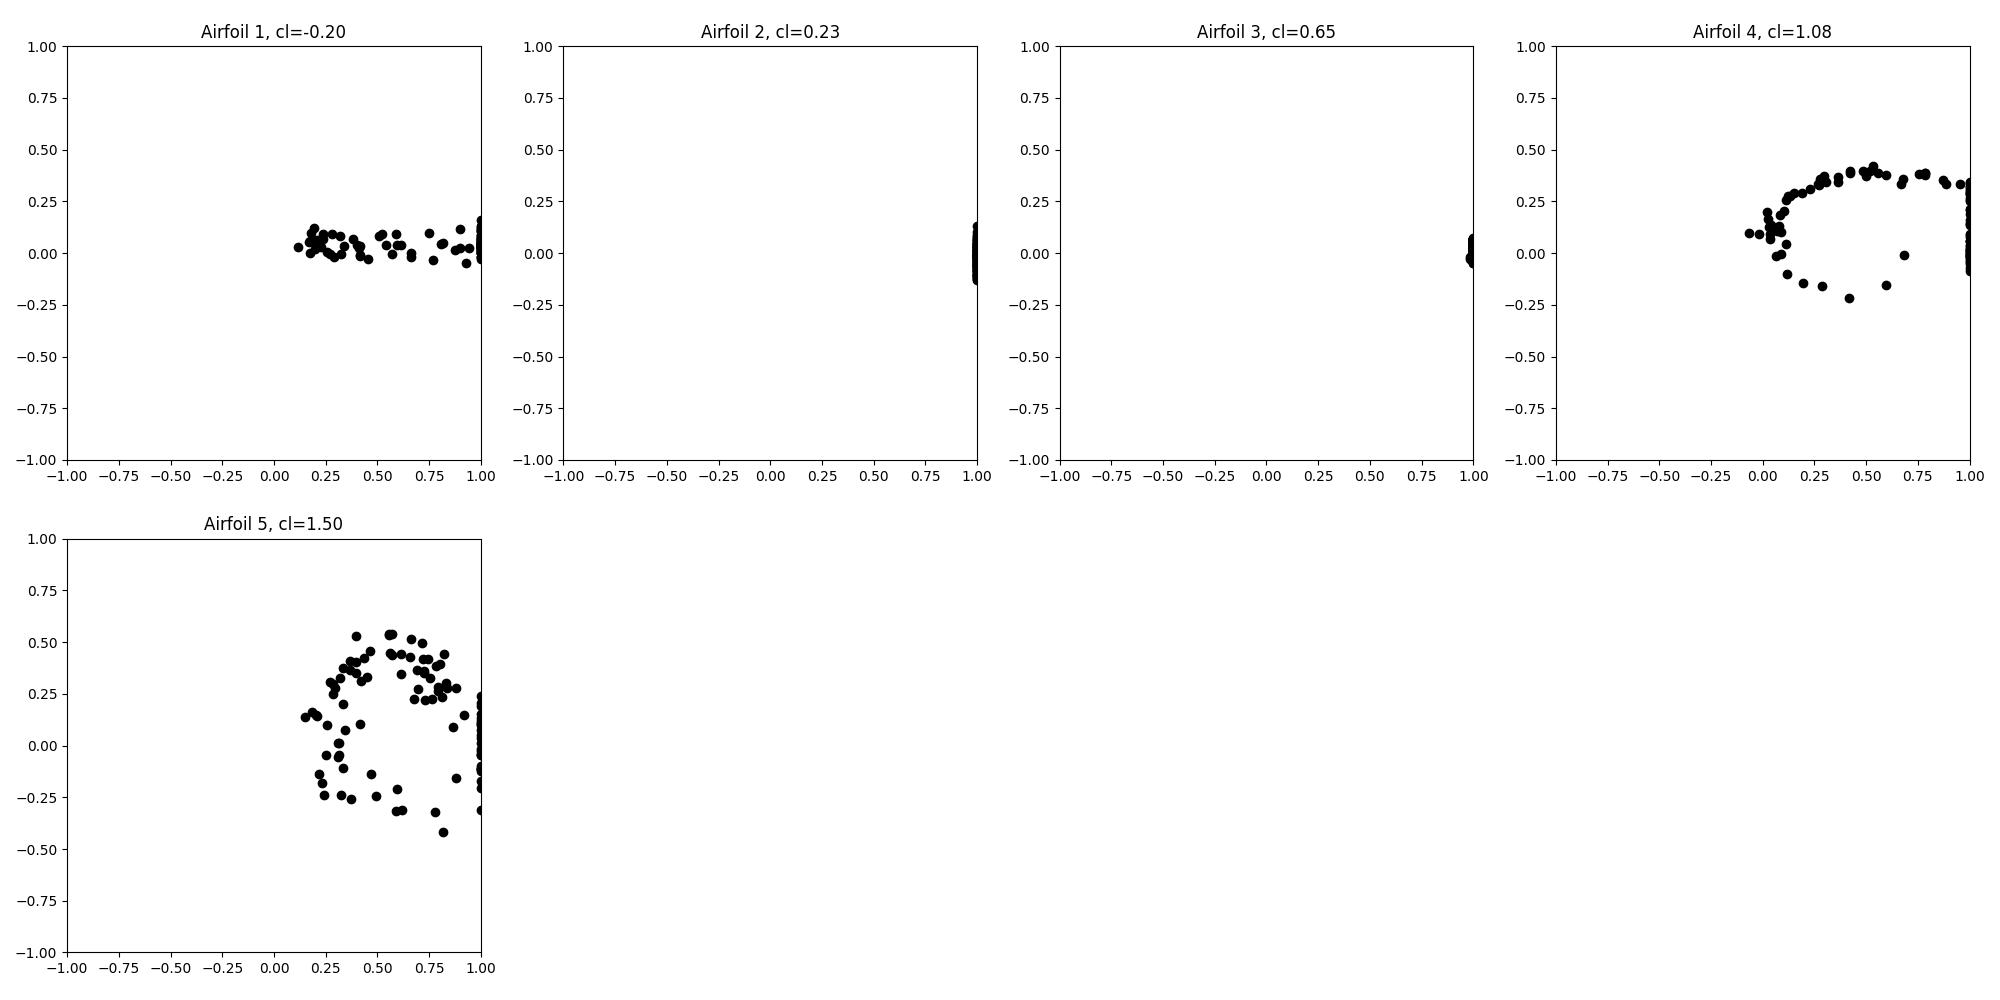 Airfoil 1, cl=-0.20
Airfoil 2, cl=0.23
Airfoil 3, cl=0.65
Airfoil 4, cl=1.08
1.00 1.00 1.00 1.00
0.75 0.75 0.75 0.75
0.50 0.50 0.50 0.50
0.25 0.25 0.25 0.25
0.00 0.00 0.00 0.00
−0.25 −0.25 −0.25 −0.25
−0.50 −0.50 −0.50 −0.50
−0.75 −0.75 −0.75 −0.75
−1.00 −1.00 −1.00 −1.00
−1.00 −0.75 −0.50 −0.25 0.00 0.25 0.50 0.75 1.00
−1.00 −0.75 −0.50 −0.25 0.00 0.25 0.50 0.75 1.00
−1.00 −0.75 −0.50 −0.25 0.00 0.25 0.50 0.75 1.00
−1.00 −0.75 −0.50 −0.25 0.00 0.25 0.50 0.75 1.00
Airfoil 5, cl=1.50
1.00
0.75
0.50
0.25
0.00
−0.25
−0.50
−0.75
−1.00
−1.00 −0.75 −0.50 −0.25 0.00 0.25 0.50 0.75 1.00